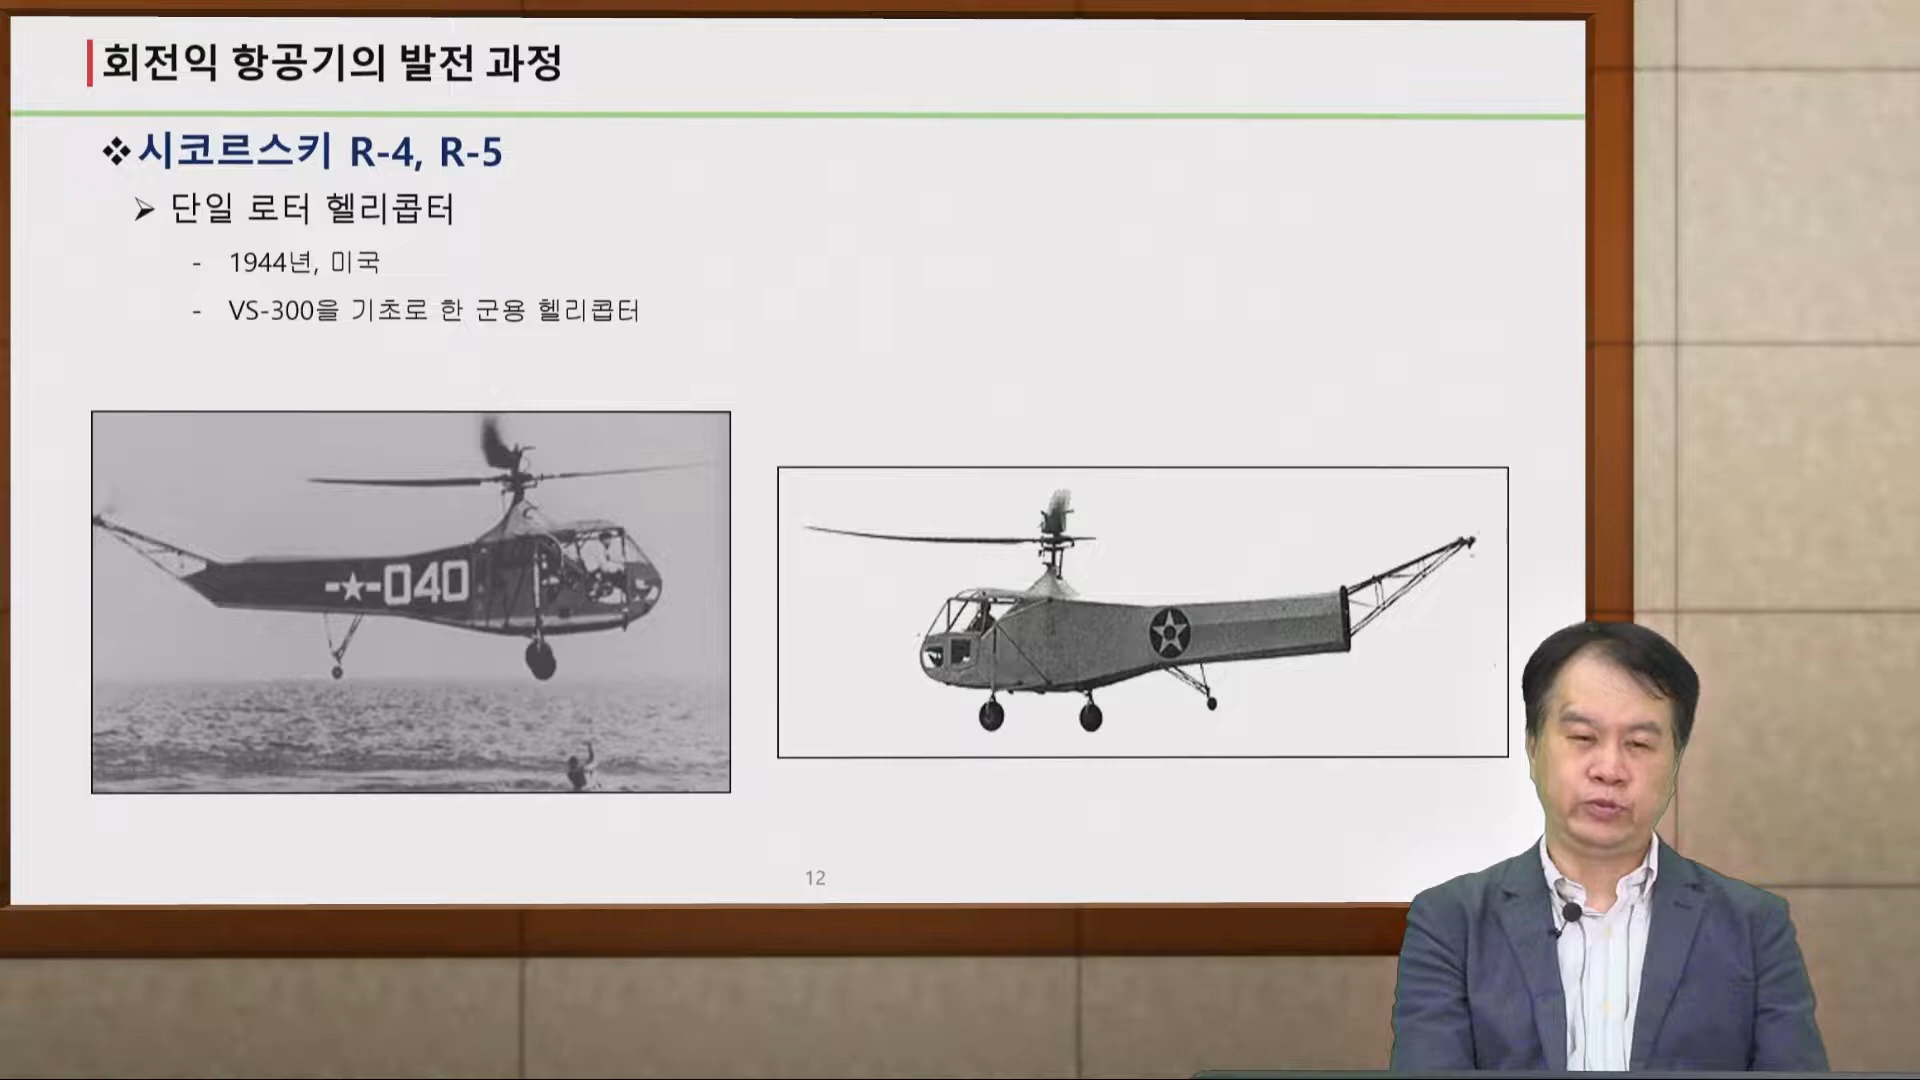 회전익 항공기의 발전 과정
❖시코르스키 R-4, R-5
➢ 단일 로터 헬리콥터
- 1944년, 미국
- VS-300을 기초로 한 군용 헬리콥터
-★-040
12